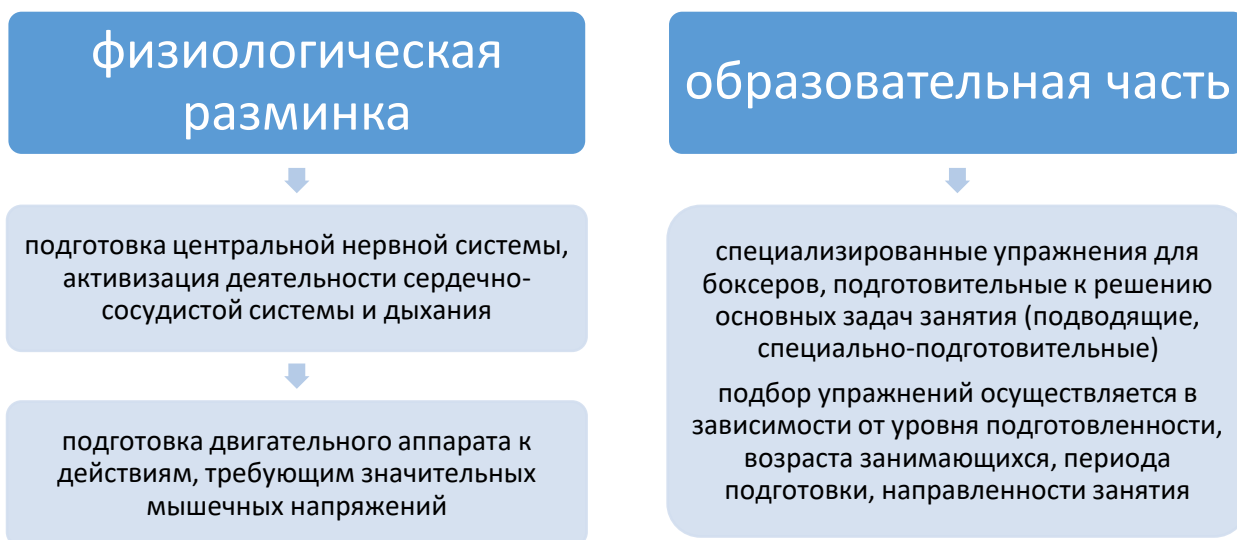 физиологическая
разминка
подготовка центральной нервной системы,
активизация деятельности сердечно-
сосудистой системы и дыхания
подготовка двигательного аппарата к
действиям, требующим значительных
мышечных напряжений
образовательная часть
специализированные упражнения для
боксеров, подготовительные к решению
основных задач занятия (подводящие,
специально-подготовительные)
подбор упражнений осуществляется в
зависимости от уровня подготовленности,
возраста занимающихся, периода
подготовки, направленности занятия